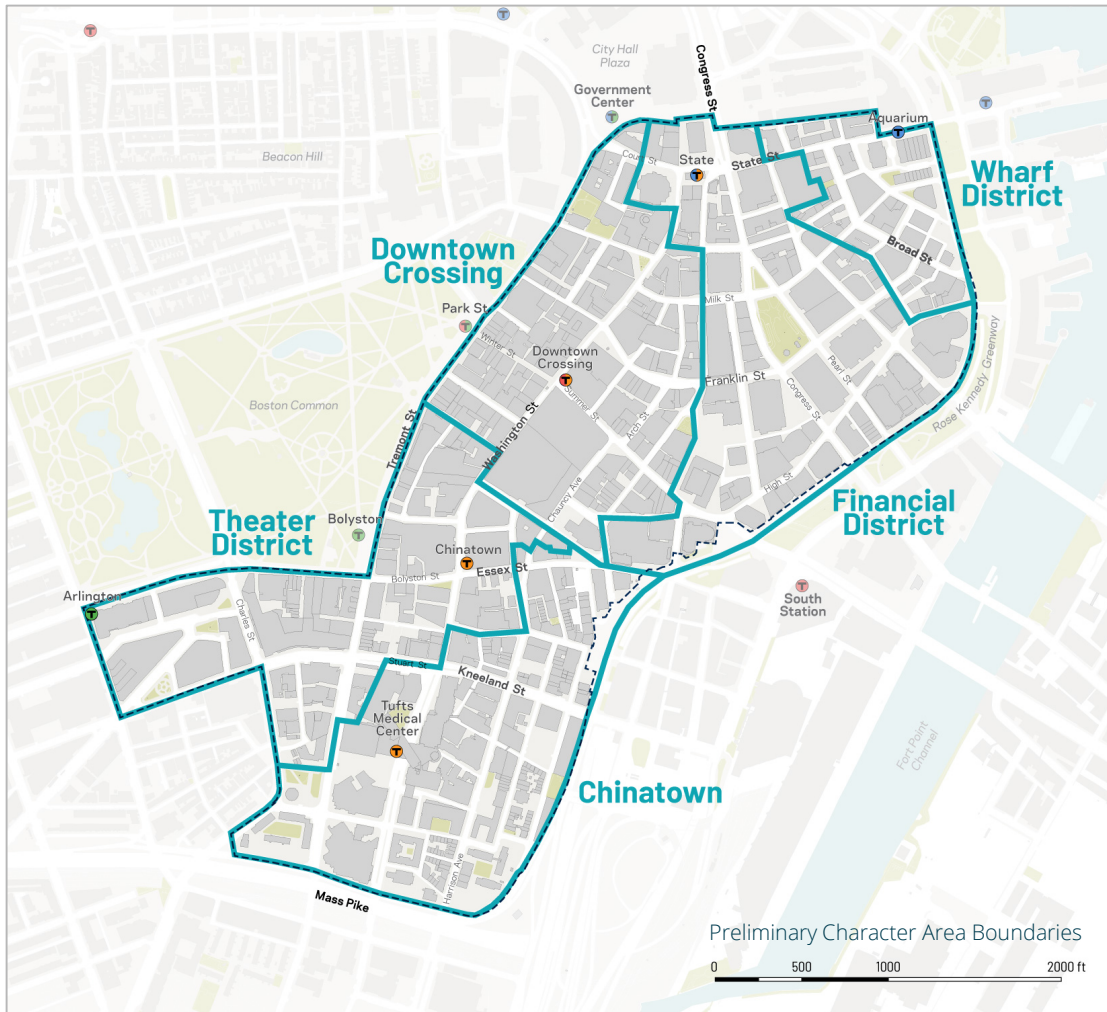 City Hall
Plaza
Congress St
Government
Center
Aquarium
Beacon Hill
Court St
State
State St
Wharf
District
Downtown
Crossing
Broad St
Park St
Milk St
Winter St
Downtown
Crossing
Franklin St
Pearl St
Rose Kennedy Greenway
Boston Common
Summer St
Congress St
Tremont St
Washington St
Arch St
High St
Chauncy Ave
Financial
District
Theater
District
Bolyston
Chinatown
Essex St
Bolyston St
South
Station
Arlington
Charles St
Stuart St
Kneeland St
Tufts
Medical
Center
Fort Point
Channel
Chinatown
Harrison Ave
Mass Pike
Preliminary Character Area Boundaries
0 500 1000 2000 ft
T
T
T
T
T
T
T
T
T
T
T
T
T